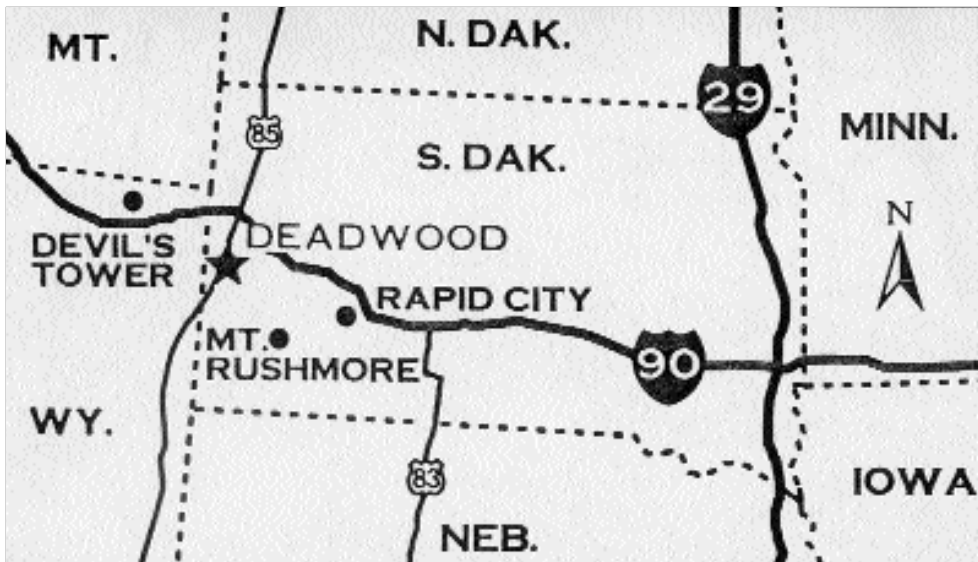 N. DAK.
MT.
29
85
MINN.
S. DAK.
N
DEADWOOD
DEVIL'S
TOWER
RAPID CITY
MT.
RUSHMORE
90
WY.
83
IOWA
NEB.